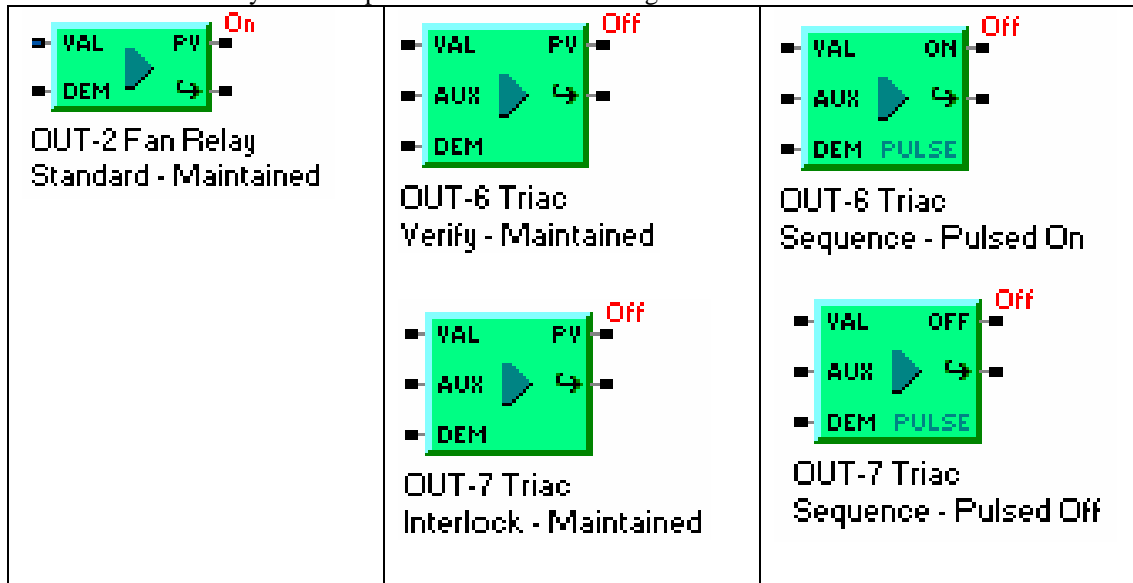 On
VAL PV
DEM
OUT-2 Fan Relay
Standard - Maintained
Off
VAL PV
AUX
DEM
OUT-6 Triac
Verify - Maintained
Off
VAL PV
AUX
DEM
OUT-7 Triac
Interlock - Maintained
Off
VAL ON
AUX
DEM PULSE
OUT-6 Triac
Sequence - Pulsed On
Off
VAL OFF
AUX
DEM PULSE
OUT-7 Triac
Sequence - Pulsed Off